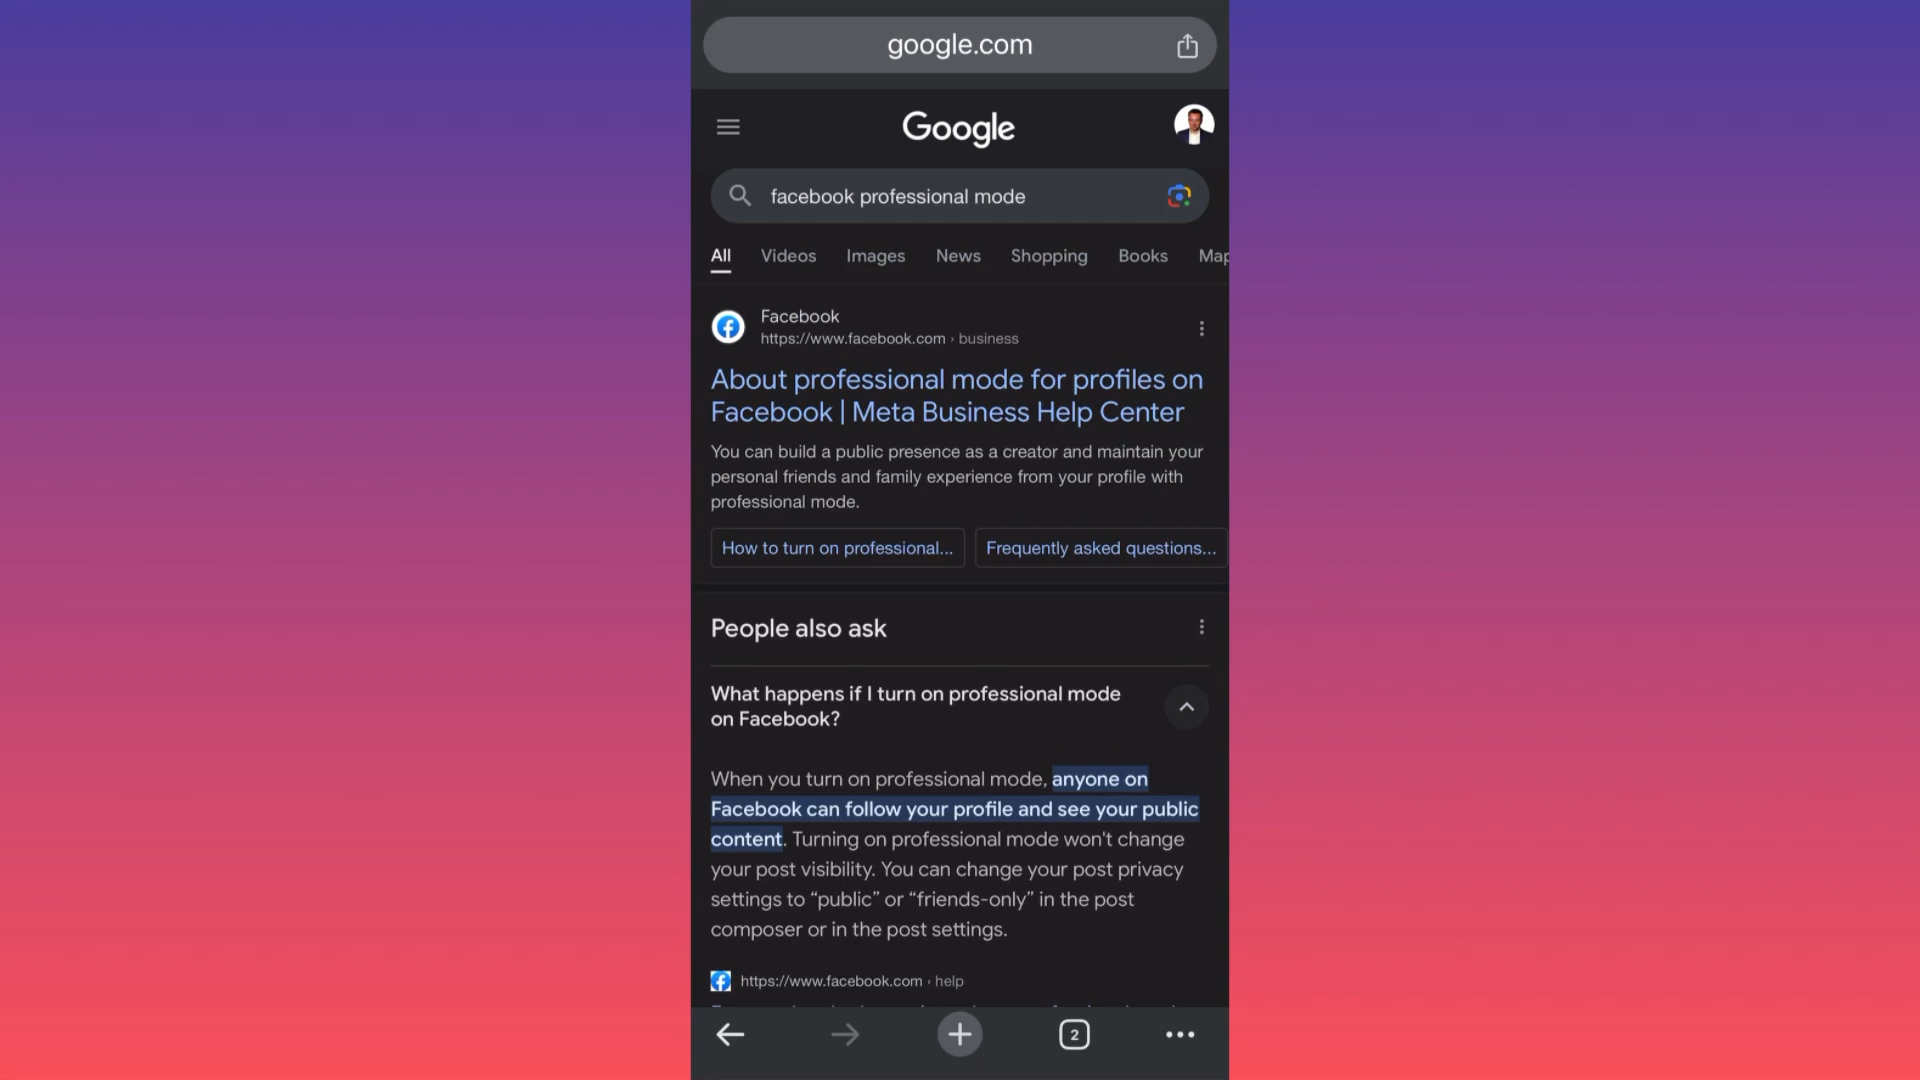 google.com
Google
facebook professional mode
All Videos Images News Shopping Books Map
Facebook
https://www.facebook.com › business
About professional mode for profiles on
Facebook | Meta Business Help Center
You can build a public presence as a creator and maintain your
personal friends and family experience from your profile with
professional mode.
How to turn on professional... Frequently asked questions...
People also ask
What happens if I turn on professional mode
on Facebook?
When you turn on professional mode, anyone on
Facebook can follow your profile and see your public
content. Turning on professional mode won't change
your post visibility. You can change your post privacy
settings to “public” or “friends-only” in the post
composer or in the post settings.
https://www.facebook.com › help
2